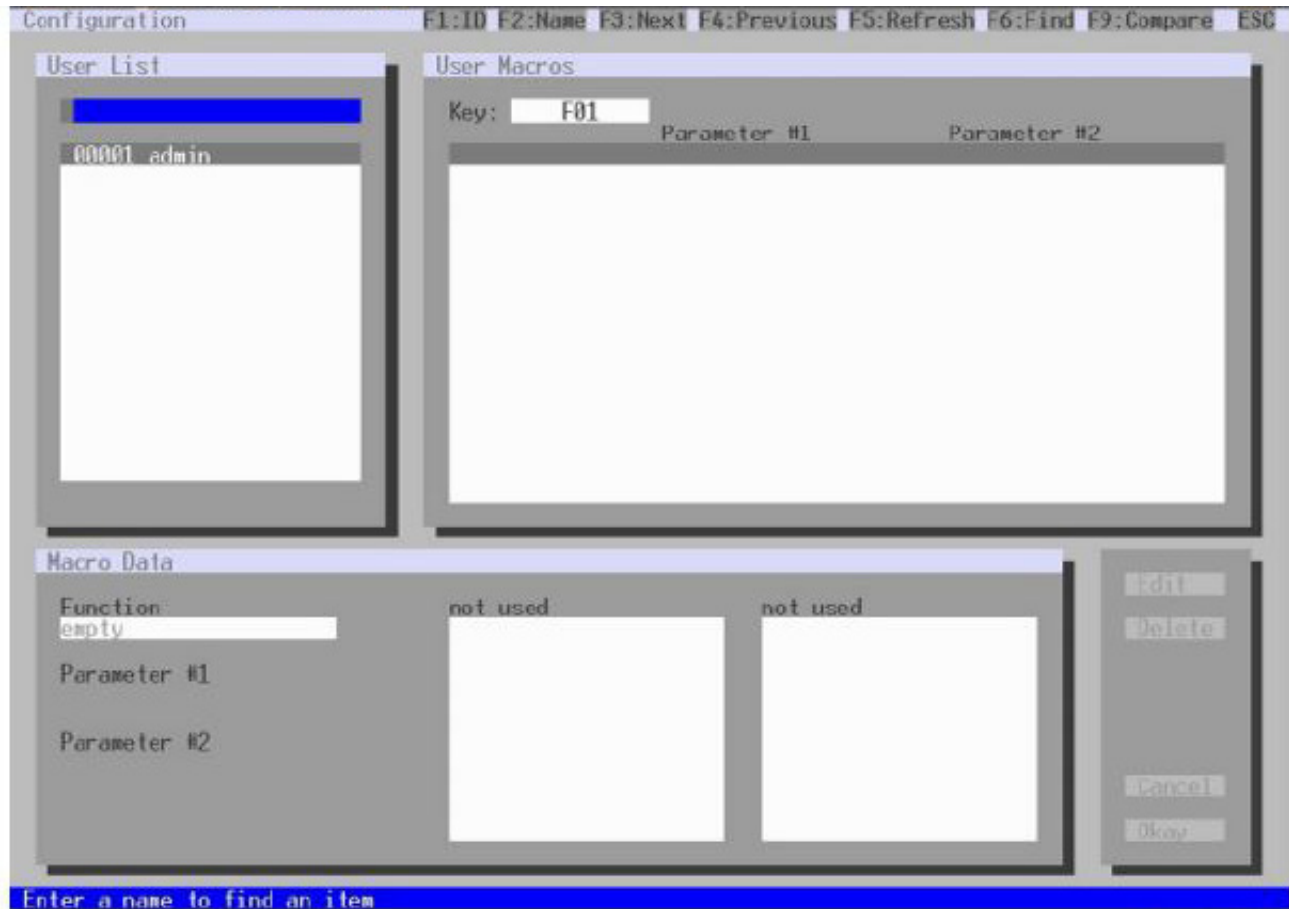 Configuration F1:ID F2:Name F3:Next F4:Previous F5:Refresh F6:Find F9:Compare ESC
User List
00001 admin
User Macros
Key: F01
Parameter #1 Parameter #2
Macro Data
Function
empty
Parameter #1
Parameter #2
not used
not used
Edit
Delete
Cancel
Okay
Enter a name to find an item